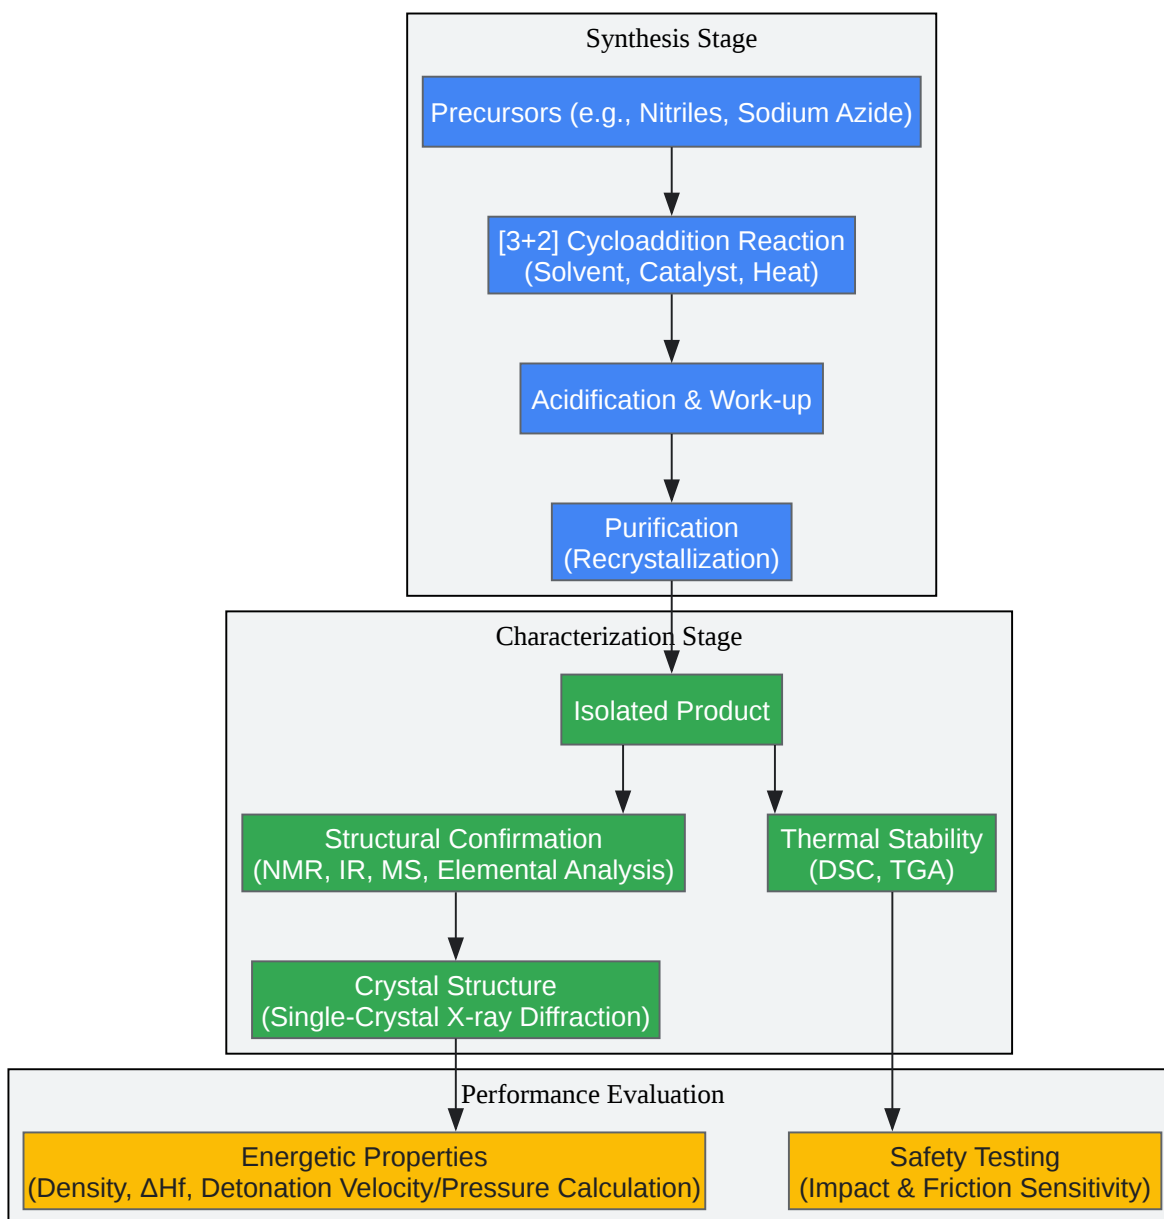 Synthesis Stage
Precursors (e.g., Nitriles, Sodium Azide)
[3+2] Cycloaddition Reaction
(Solvent, Catalyst, Heat)
Acidification & Work-up
Purification
(Recrystallization)
Characterization Stage
Isolated Product
Structural Confirmation
(NMR, IR, MS, Elemental Analysis)
Thermal Stability
(DSC, TGA)
Crystal Structure
(Single-Crystal X-ray Diffraction)
Performance Evaluation
Energetic Properties
(Density, ΔHf, Detonation Velocity/Pressure Calculation)
Safety Testing
(Impact & Friction Sensitivity)